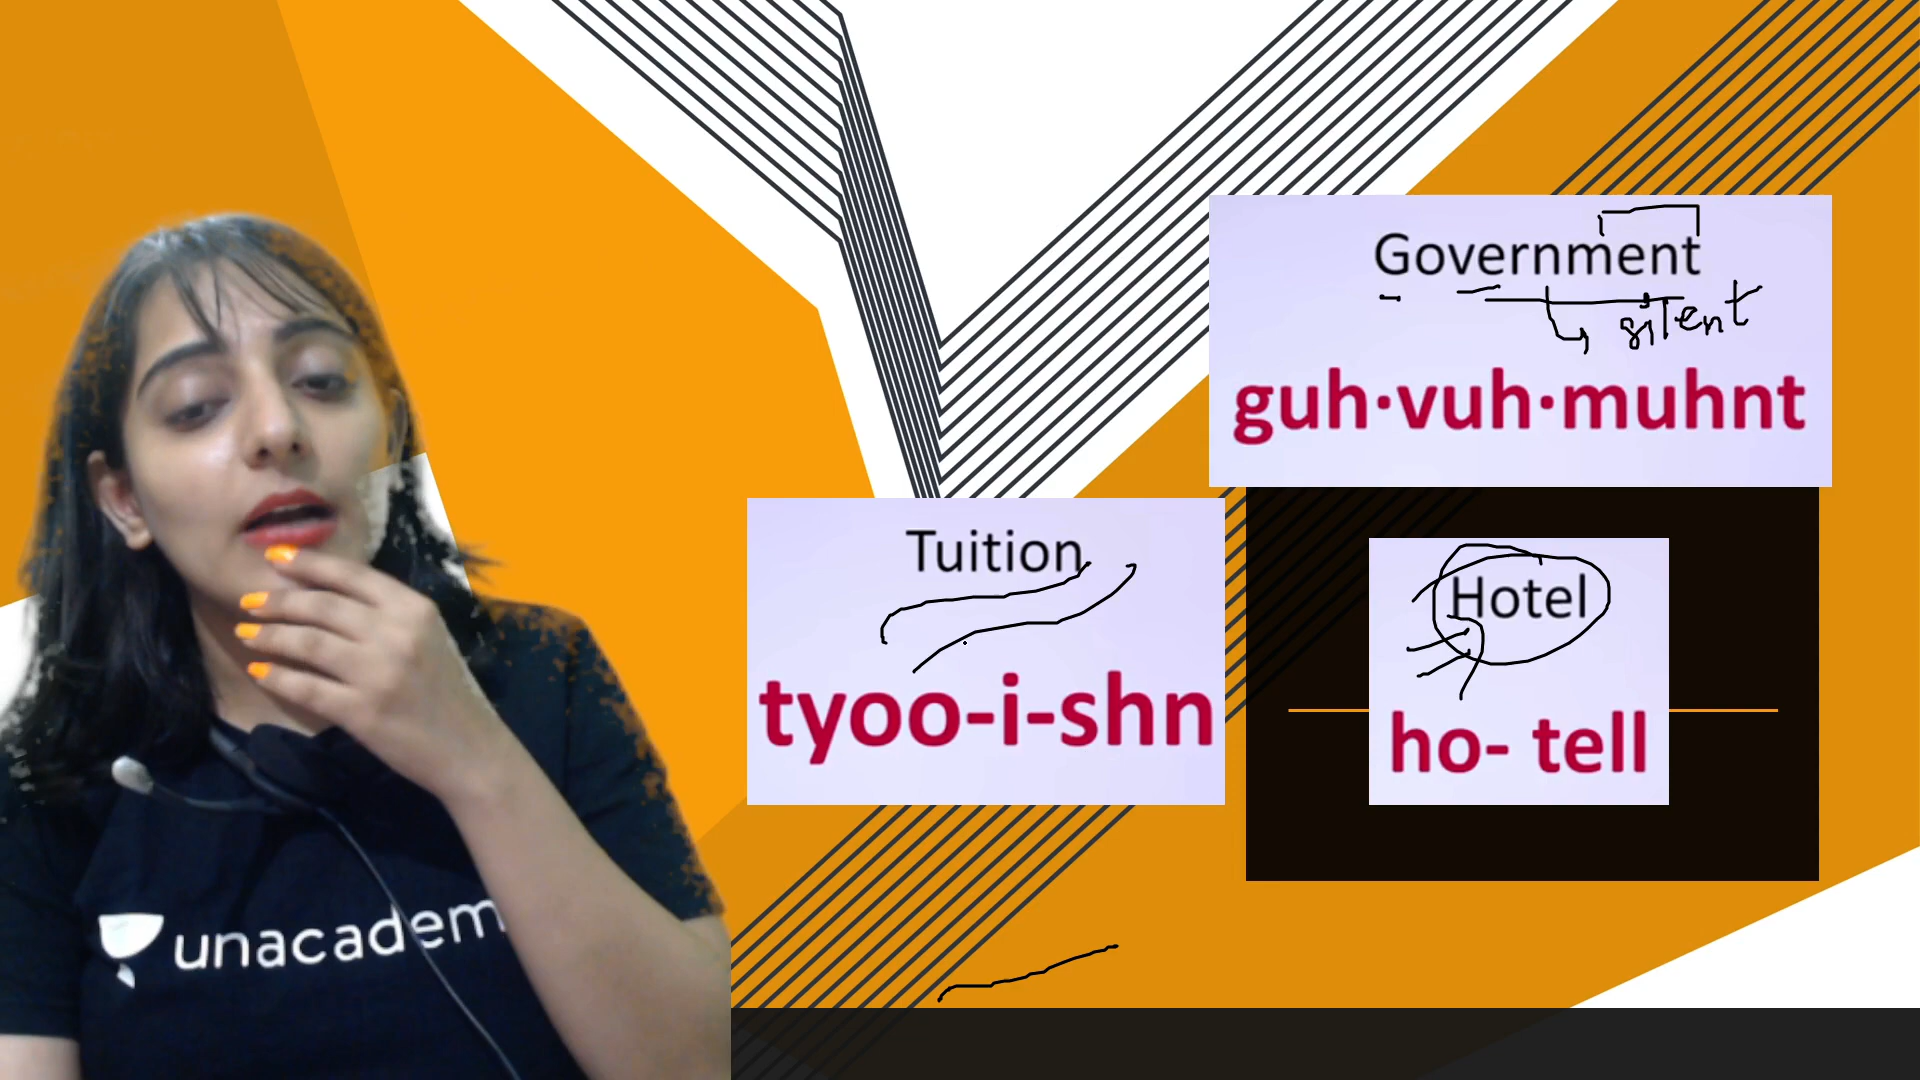 Government
silent
guh·vuh·muhnt
Tuition
tyoo-i-shn
Hotel
ho- tell
unacadem